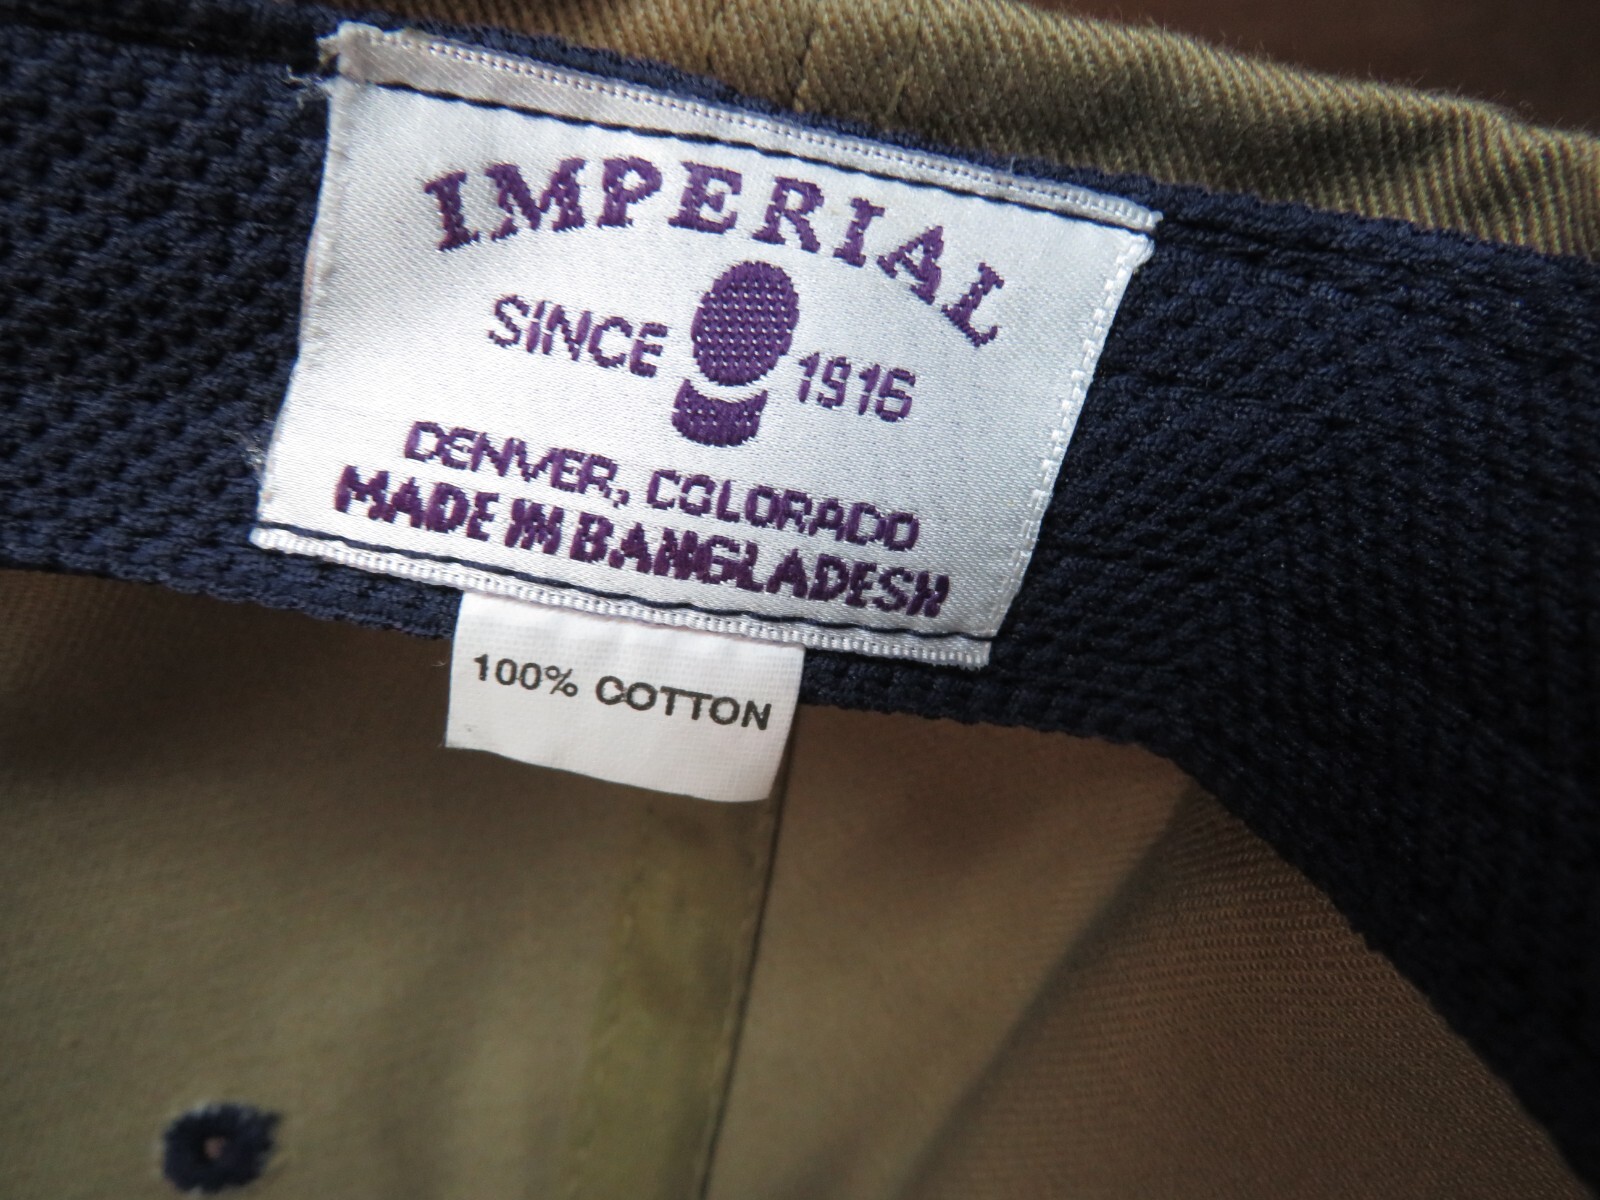 IMPERIAL
SINCE 1916
DENVER, COLORADO
MADE IN BANGLADESH
100% COTTON